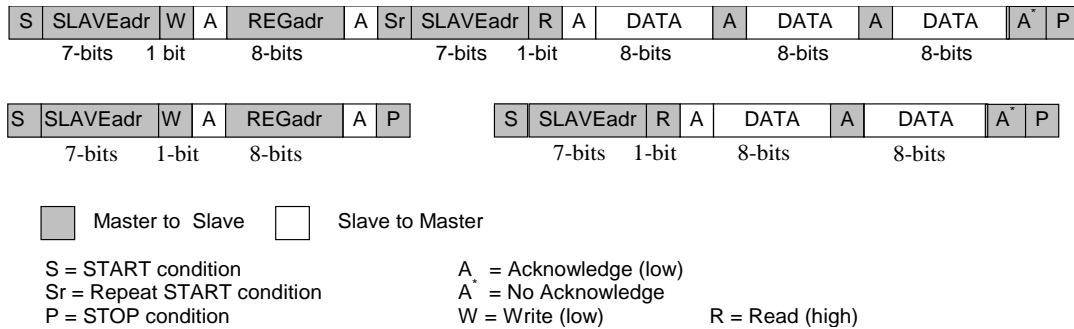 S SLAVEadr W A REGadr A Sr SLAVEadr R A DATA A DATA A DATA A* P
7-bits 1 bit 8-bits 7-bits 1-bit 8-bits 8-bits 8-bits
S SLAVEadr W A REGadr A P
7-bits 1-bit 8-bits
S SLAVEadr R A DATA A DATA A* P
7-bits 1-bit 8-bits 8-bits
Master to Slave
Slave to Master
S = START condition
Sr = Repeat START condition
P = STOP condition
A = Acknowledge (low)
A* = No Acknowledge
W = Write (low) R = Read (high)